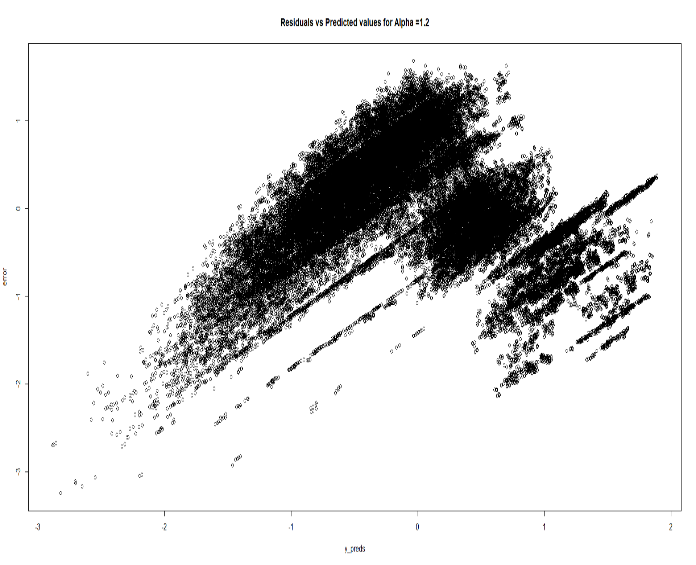 Residuals vs Predicted values for Alpha =1.2
error
1
0
-1
-2
-3
-3 -2 -1 0 1 2
y_preds